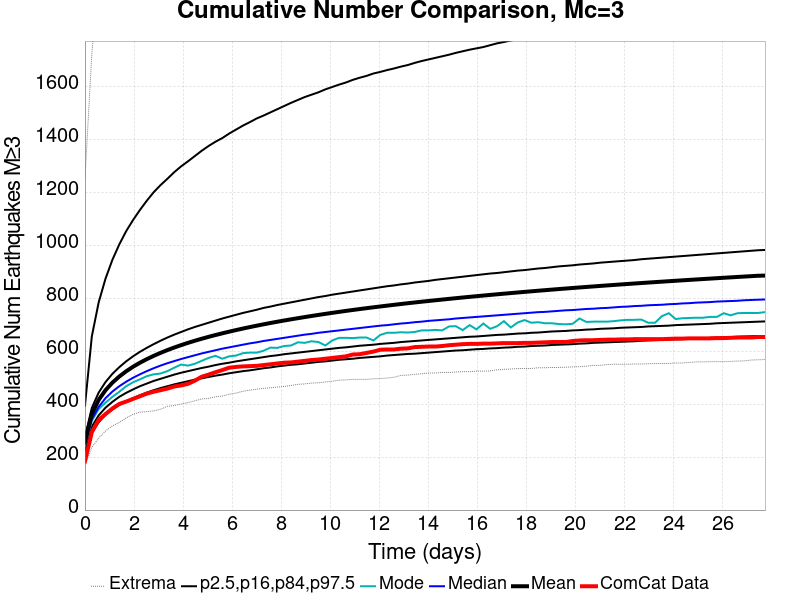 Cumulative Number Comparison, Mc=3
Cumulative Num Earthquakes M≥3
1600
1400
1200
1000
800
600
400
200
0
0 2 4 6 8 10 12 14 16 18 20 22 24 26
Time (days)
Extrema p2.5,p16,p84,p97.5 Mode Median Mean ComCat Data